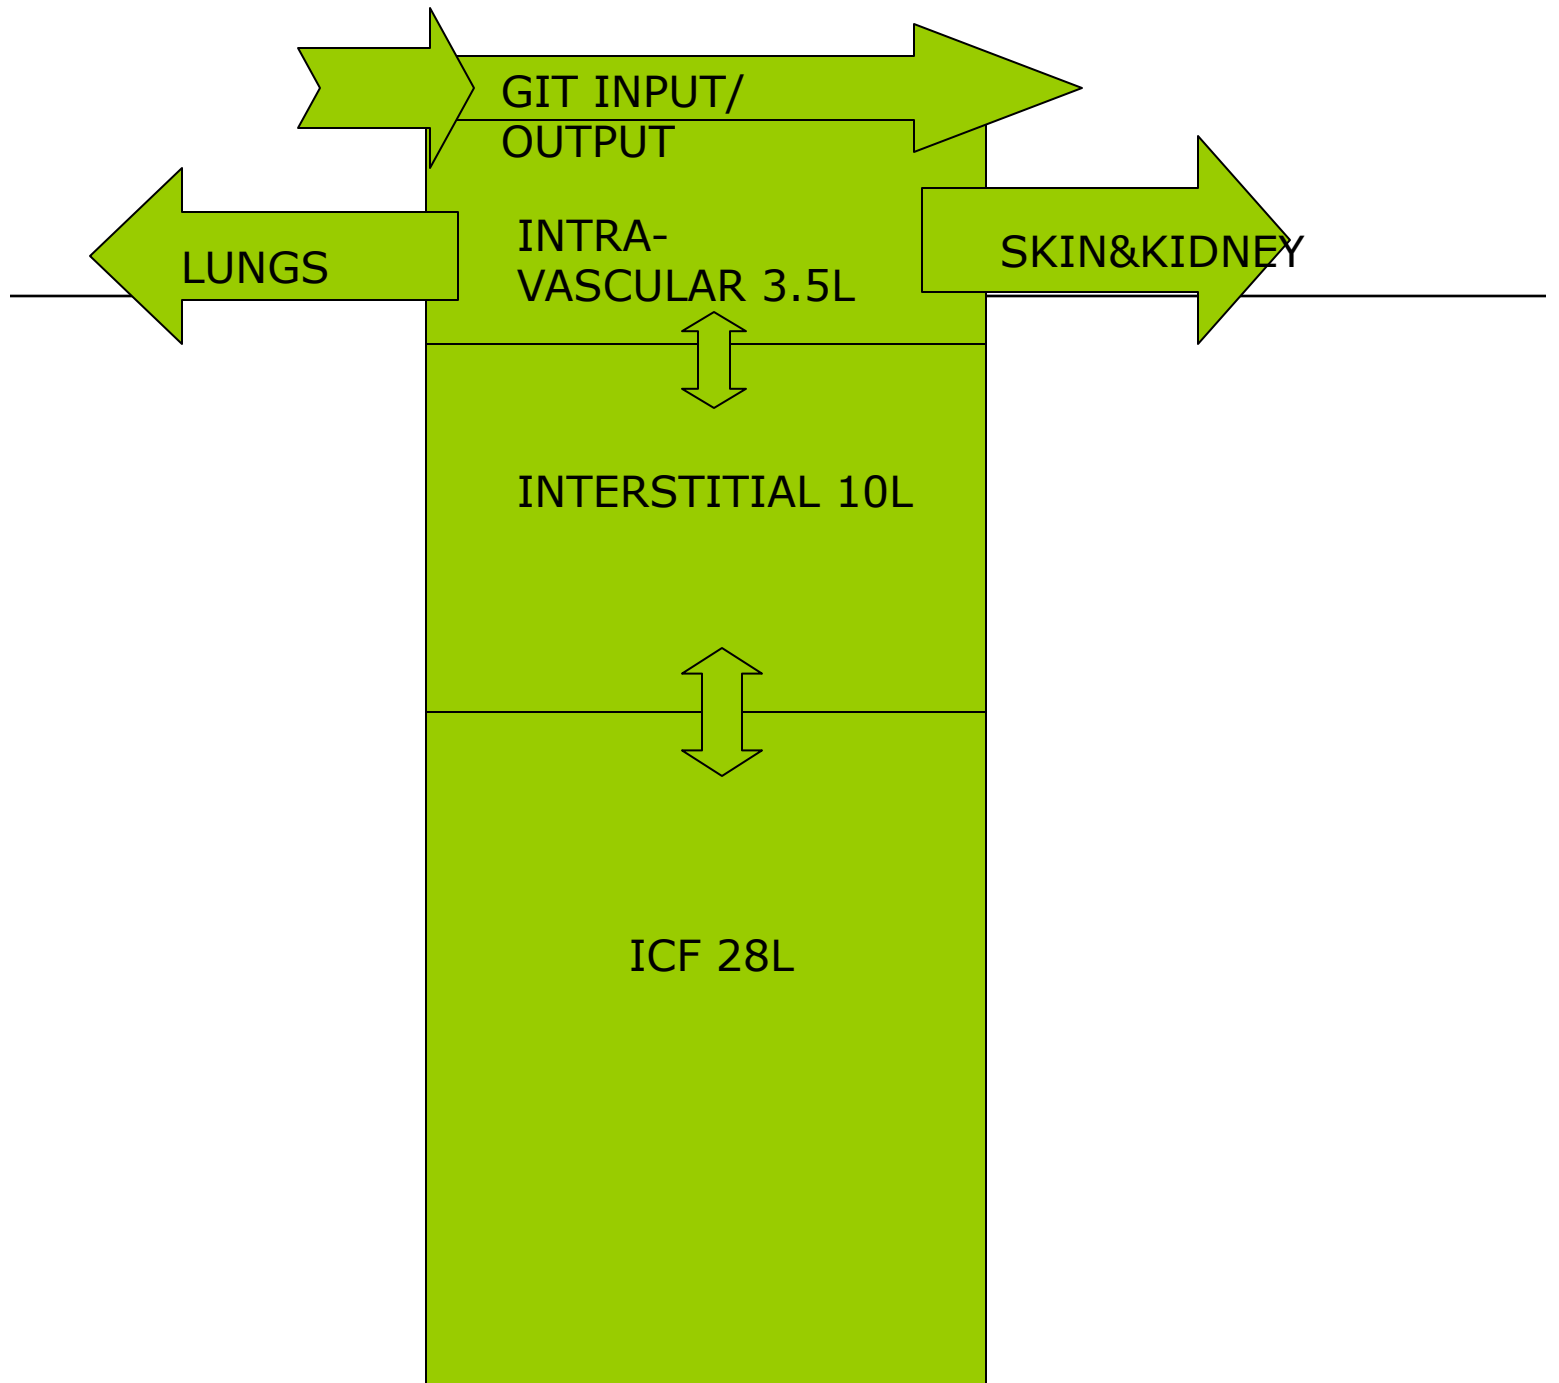 GIT INPUT/
OUTPUT
INTRA-
VASCULAR 3.5L
LUNGS
SKIN&KIDNEY
INTERSTITIAL 10L
ICF 28L